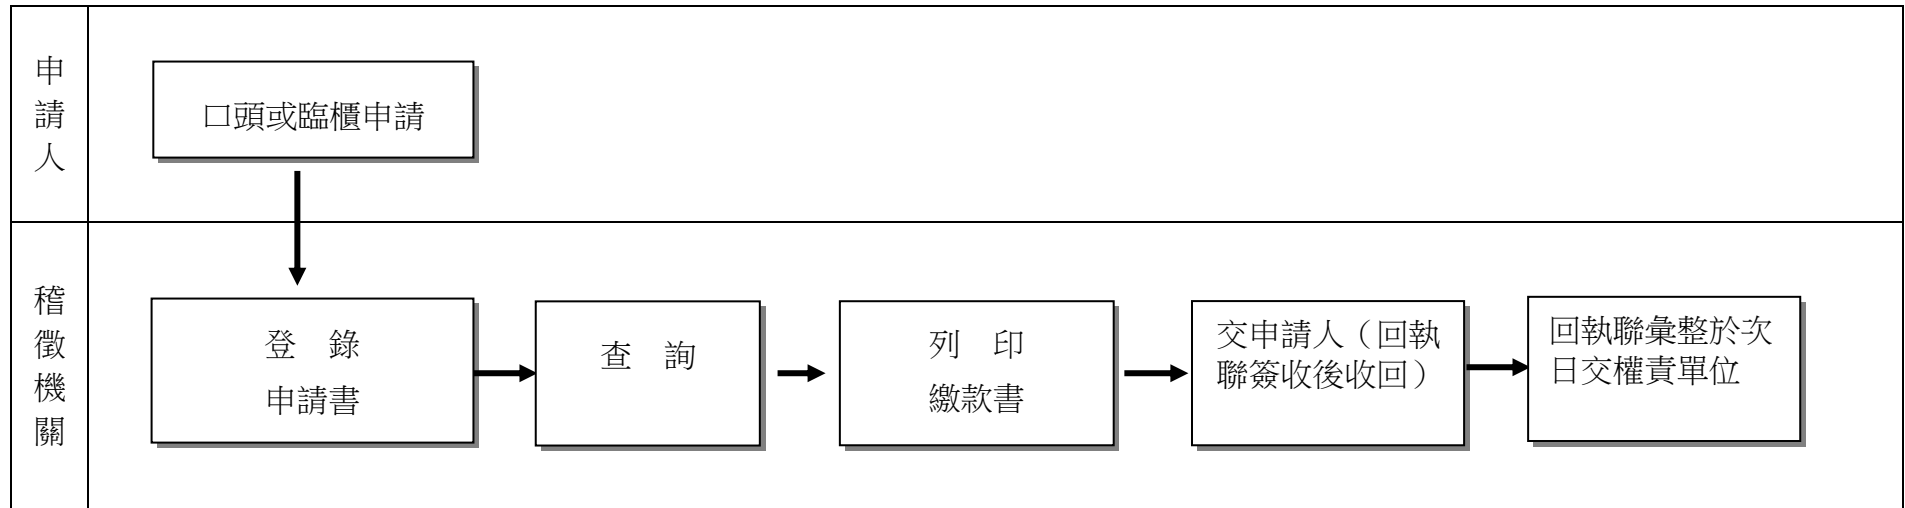 申請人
口頭或臨櫃申請
稽徵機關
登　錄
申請書
查　詢
列　印
繳款書
交申請人（回執
聯簽收後收回）
回執聯彙整於次
日交權責單位